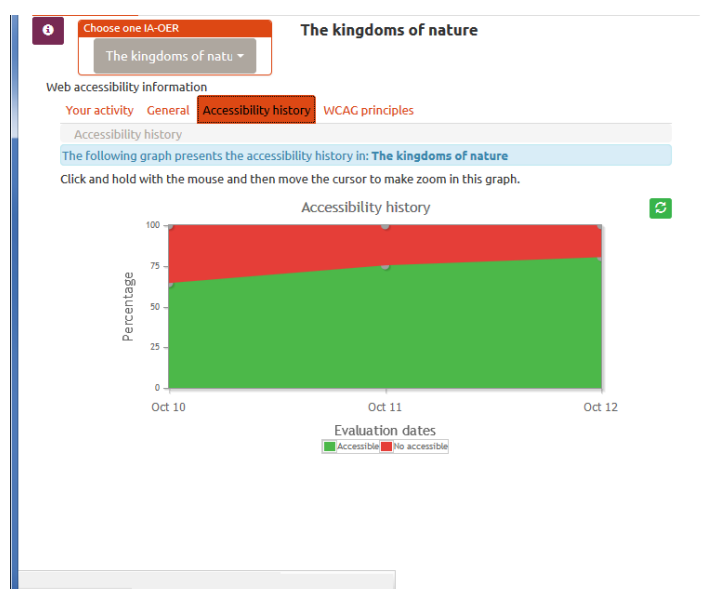 Choose one IA-OER
The kingdoms of natu
The kingdoms of nature
Web accessibility information
Your activity General Accessibility history WCAG principles
Accessibility history
The following graph presents the accessibility history in: The kingdoms of nature
Click and hold with the mouse and then move the cursor to make zoom in this graph.
Accessibility history
100
75
50
25
0
Percentage
Oct 10 Oct 11 Oct 12
Evaluation dates
Accessible No accessible